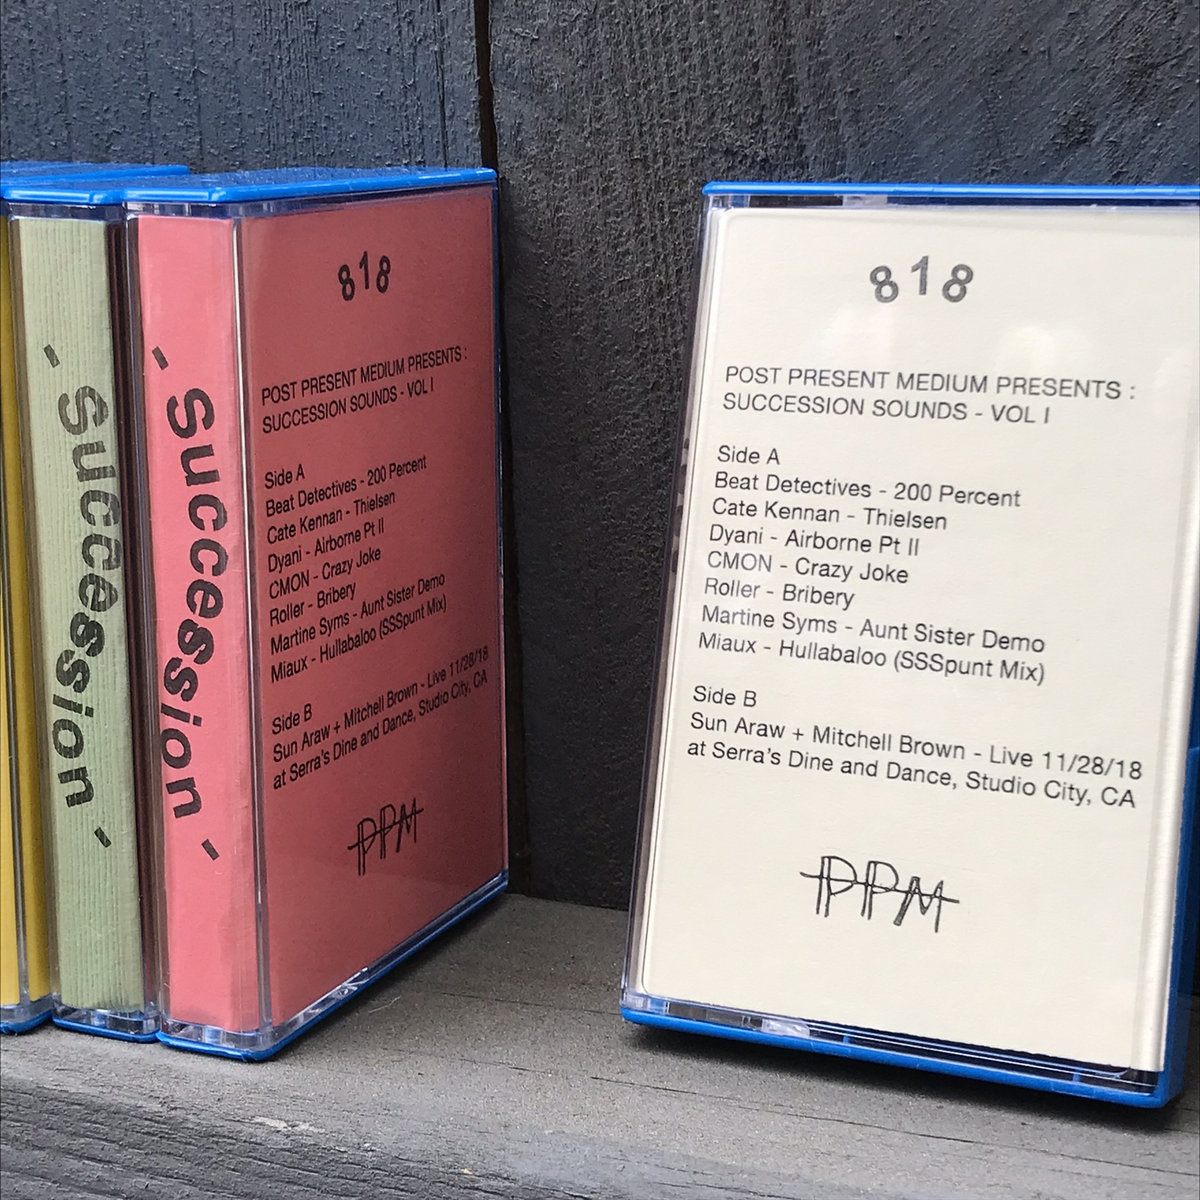 - Succession -
- Succession -
818
POST PRESENT MEDIUM PRESENTS :
SUCCESSION SOUNDS - VOL I
Side A
Beat Detectives - 200 Percent
Cate Kennan - Thielsen
Dyani - Airborne Pt II
CMON - Crazy Joke
Roller - Bribery
Martine Syms - Aunt Sister Demo
Miaux - Hullabaloo (SSSpunt Mix)
Side B
Sun Araw + Mitchell Brown - Live 11/28/18
at Serra's Dine and Dance, Studio City, CA
PPM
818
POST PRESENT MEDIUM PRESENTS :
SUCCESSION SOUNDS - VOL I
Side A
Beat Detectives - 200 Percent
Cate Kennan - Thielsen
Dyani - Airborne Pt II
CMON - Crazy Joke
Roller - Bribery
Martine Syms - Aunt Sister Demo
Miaux - Hullabaloo (SSSpunt Mix)
Side B
Sun Araw + Mitchell Brown - Live 11/28/18
at Serra's Dine and Dance, Studio City, CA
PPM